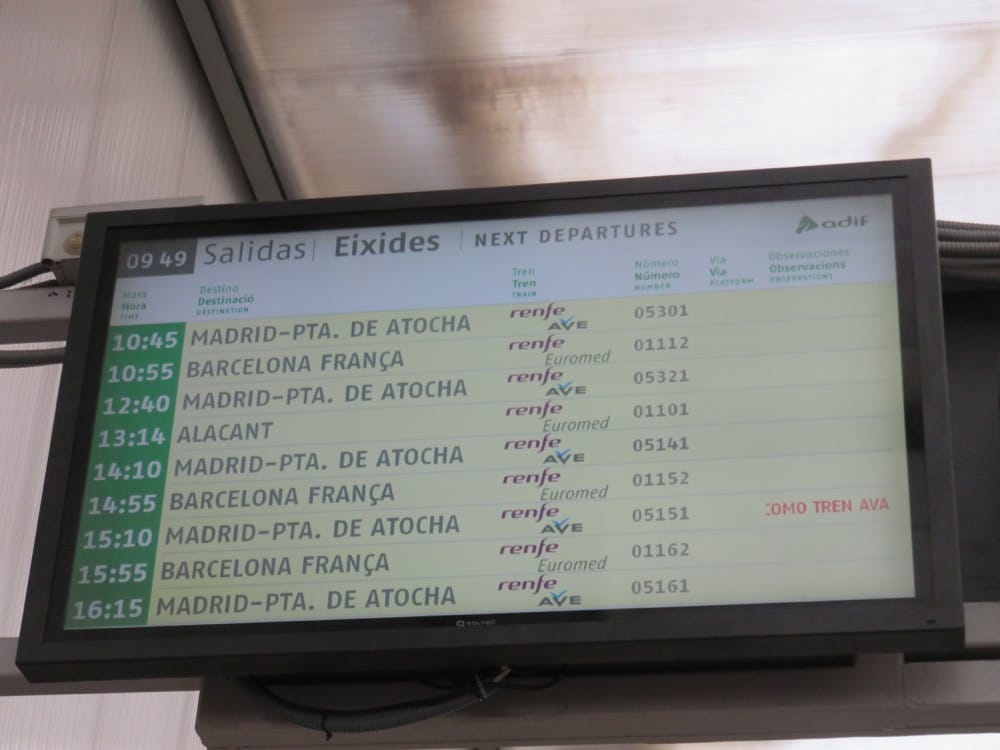 09 49 Salidas | Eixides | NEXT DEPARTURES adif
Hora Destino Tren Número Vía Observaciones
Hora Destinació Tren Número Via Observacions
TIME DESTINATION TRAIN NUMBER PLATFORM OBSERVATIONS
10:45 MADRID-PTA. DE ATOCHA renfe AVE 05301
10:55 BARCELONA FRANÇA renfe Euromed 01112
12:40 MADRID-PTA. DE ATOCHA renfe AVE 05321
13:14 ALACANT renfe Euromed 01101
14:10 MADRID-PTA. DE ATOCHA renfe AVE 05141
14:55 BARCELONA FRANÇA renfe Euromed 01152
15:10 MADRID-PTA. DE ATOCHA renfe AVE 05151 COMO TREN AVA
15:55 BARCELONA FRANÇA renfe Euromed 01162
16:15 MADRID-PTA. DE ATOCHA renfe AVE 05161